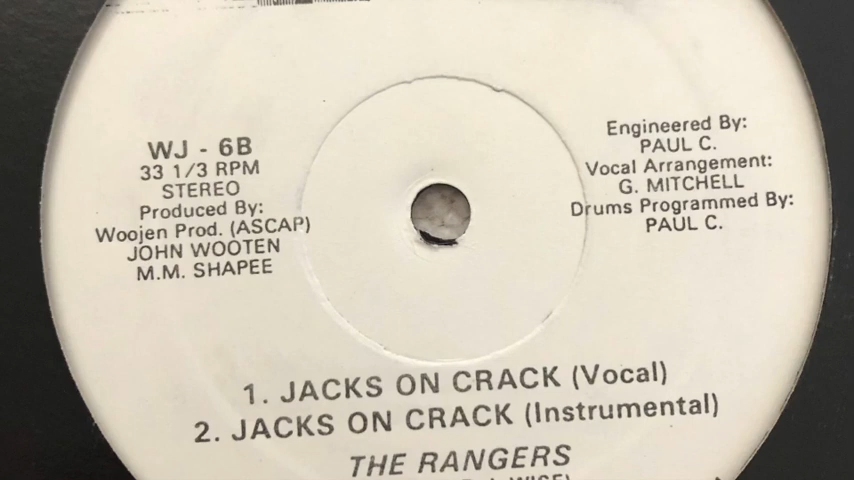 WJ - 6B
33 1/3 RPM
STEREO
Produced By:
Woojen Prod. (ASCAP)
JOHN WOOTEN
M.M. SHAPEE
Engineered By:
PAUL C.
Vocal Arrangement:
G. MITCHELL
Drums Programmed By:
PAUL C.
1. JACKS ON CRACK (Vocal)
2. JACKS ON CRACK (Instrumental)
THE RANGERS